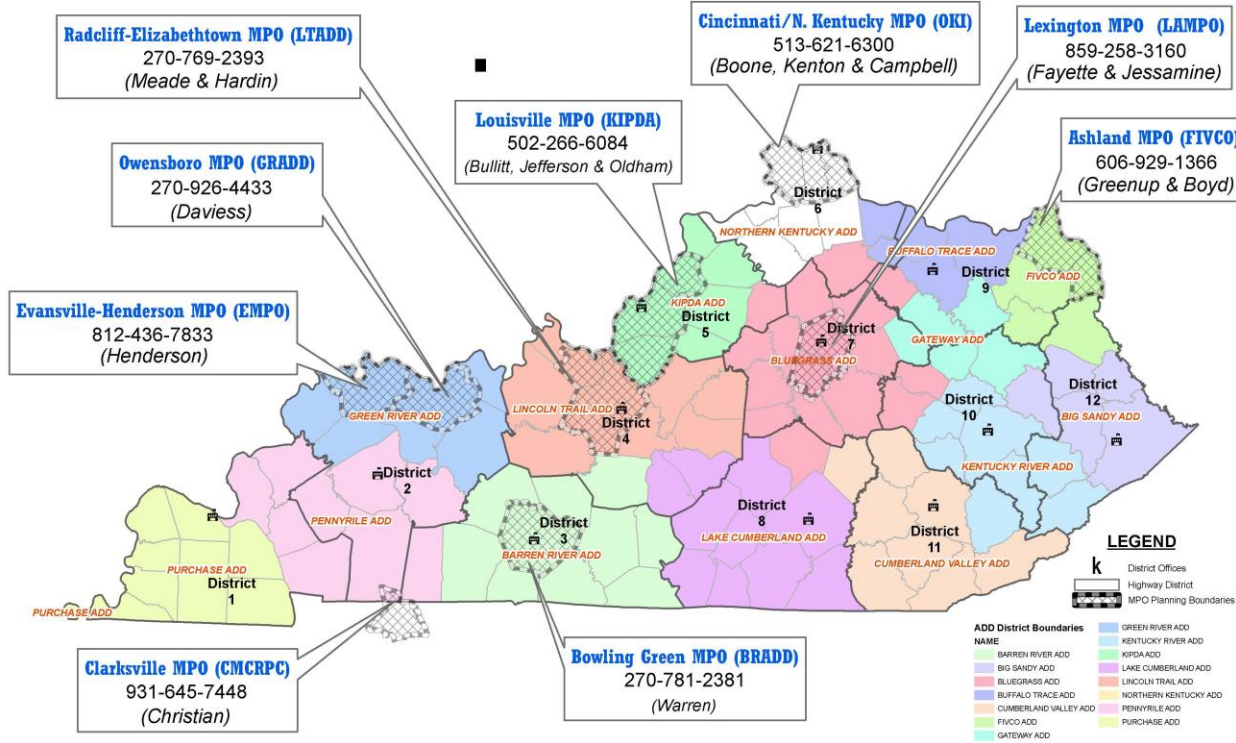 Radcliff-Elizabethtown MPO (LTADD)
270-769-2393
(Meade & Hardin)
Cincinnati/N. Kentucky MPO (OKI)
513-621-6300
(Boone, Kenton & Campbell)
Lexington MPO (LAMPO)
859-258-3160
(Fayette & Jessamine)
Louisville MPO (KIPDA)
502-266-6084
(Bullitt, Jefferson & Oldham)
Ashland MPO (FIVCO)
606-929-1366
(Greenup & Boyd)
Owensboro MPO (GRADD)
270-926-4433
(Daviess)
Evansville-Henderson MPO (EMPO)
812-436-7833
(Henderson)
District
6
NORTHERN KENTUCKY ADD
BUFFALO TRACE ADD
District
9
FIVCO ADD
KIPDA ADD
District
5
District
7
BLUEGRASS ADD
GATEWAY ADD
GREEN RIVER ADD
LINCOLN TRAIL ADD
District
4
District
10
District
12
BIG SANDY ADD
KENTUCKY RIVER ADD
District
2
PENNYRILE ADD
District
3
BARREN RIVER ADD
District
8
LAKE CUMBERLAND ADD
District
11
CUMBERLAND VALLEY ADD
PURCHASE ADD
District
1
PURCHASE ADD
Clarksville MPO (CMCRPC)
931-645-7448
(Christian)
Bowling Green MPO (BRADD)
270-781-2381
(Warren)
LEGEND
k District Offices
Highway District
MPO Planning Boundaries
ADD District Boundaries
NAME
BARREN RIVER ADD
BIG SANDY ADD
BLUEGRASS ADD
BUFFALO TRACE ADD
CUMBERLAND VALLEY ADD
FIVCO ADD
GATEWAY ADD
GREEN RIVER ADD
KENTUCKY RIVER ADD
KIPDA ADD
LAKE CUMBERLAND ADD
LINCOLN TRAIL ADD
NORTHERN KENTUCKY ADD
PENNYRILE ADD
PURCHASE ADD